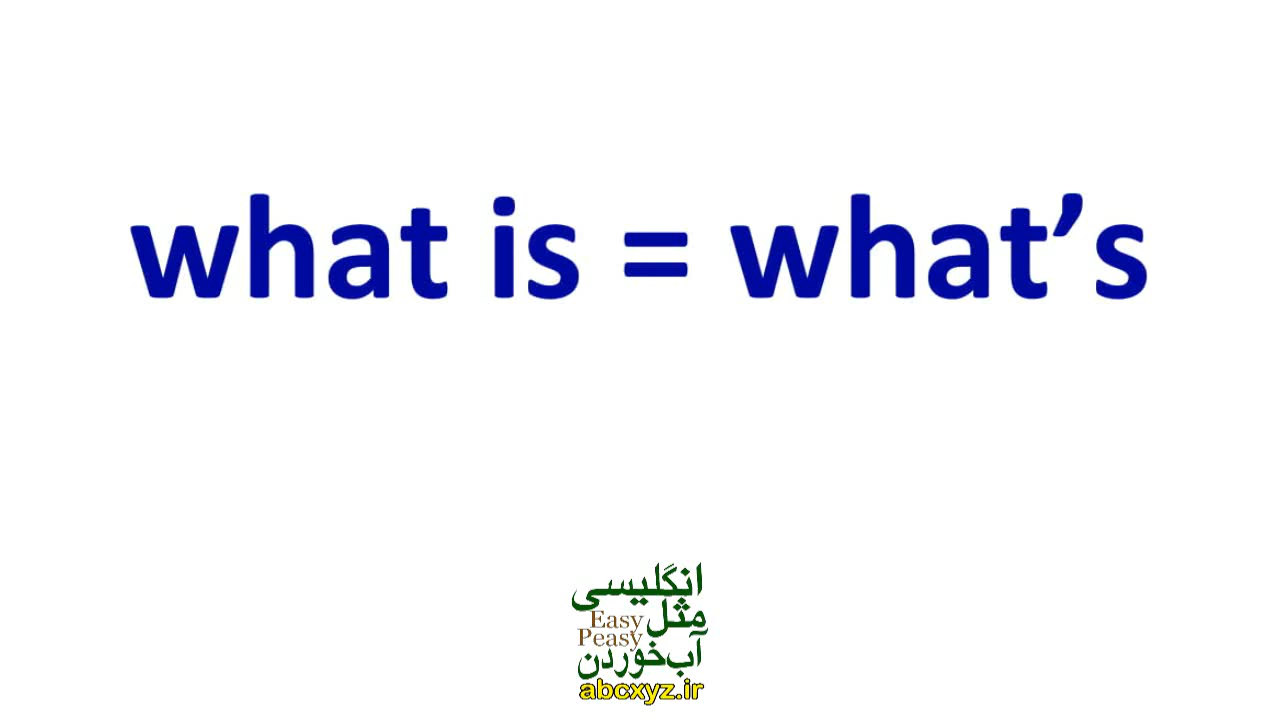 what is = what’s
انگلیسی
مثل
Easy
Peasy
آب‌خوردن
abcxyz.ir